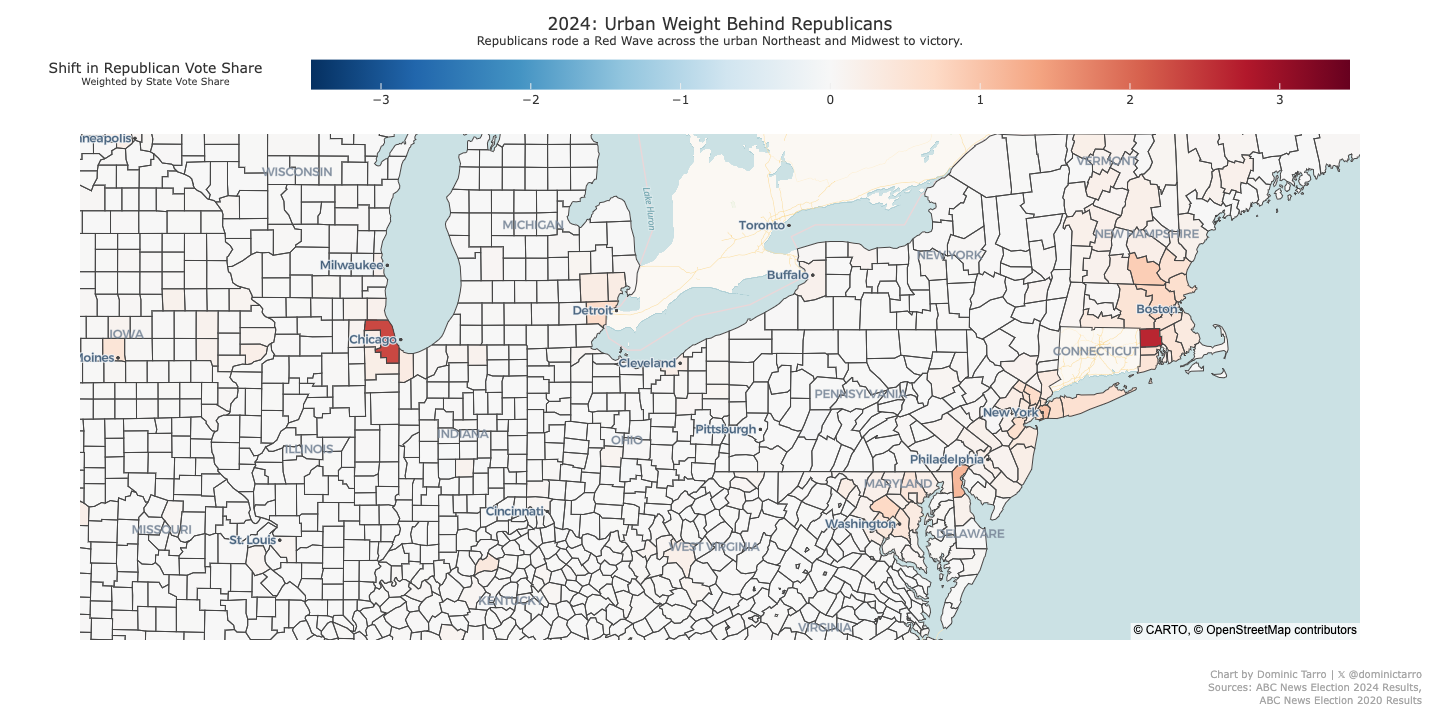 2024: Urban Weight Behind Republicans
Republicans rode a Red Wave across the urban Northeast and Midwest to victory.
Shift in Republican Vote Share
Weighted by State Vote Share
−3
−2
−1
0
1
2
3
neapolis
WISCONSIN
VERMONT
Lake Huron
MICHIGAN
Toronto
NEW HAMPSHIRE
NEW YORK
Milwaukee
Buffalo
Detroit
Boston
IOWA
Chicago
Moines
Cleveland
CONNECTICUT
PENNSYLVANIA
New York
INDIANA
OHIO
Pittsburgh
ILLINOIS
Philadelphia
MARYLAND
Cincinnati
Washington
MISSOURI
St. Louis
DELAWARE
WEST VIRGINIA
KENTUCKY
VIRGINIA
© CARTO, © OpenStreetMap contributors
Chart by Dominic Tarro | 𝕏 @dominictarro
Sources: ABC News Election 2024 Results,
ABC News Election 2020 Results